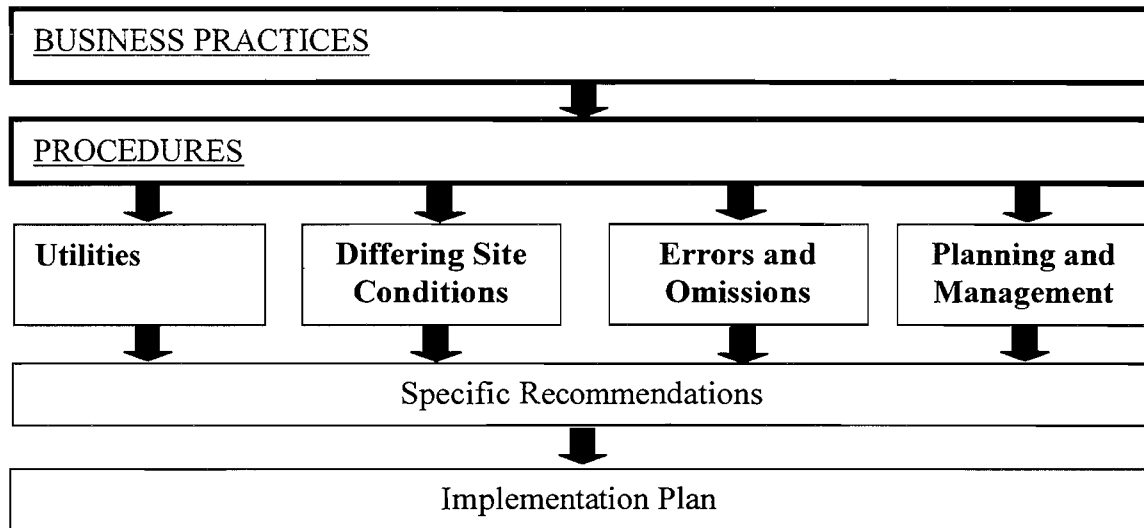 BUSINESS PRACTICES
PROCEDURES
Utilities
Differing Site
Conditions
Errors and
Omissions
Planning and
Management
Specific Recommendations
Implementation Plan